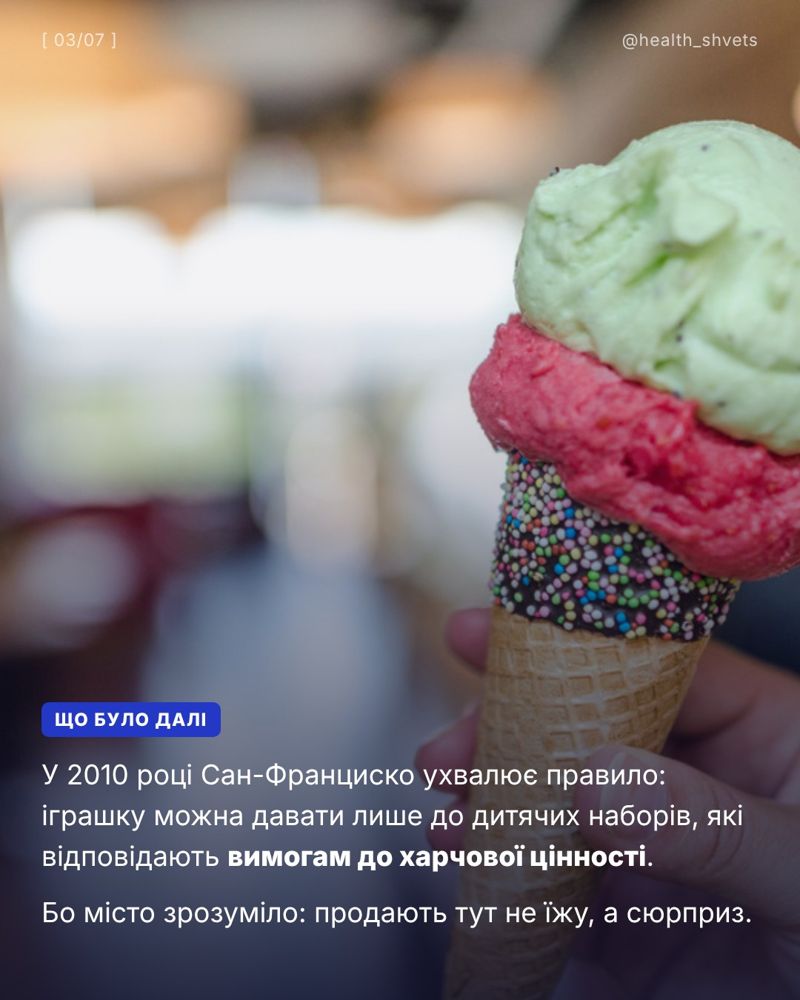 [ 03/07 ]
@health_shvets
ЩО БУЛО ДАЛІ
У 2010 році Сан-Франциско ухвалює правило:
іграшку можна давати лише до дитячих наборів, які
відповідають вимогам до харчової цінності.
Бо місто зрозуміло: продають тут не їжу, а сюрприз.